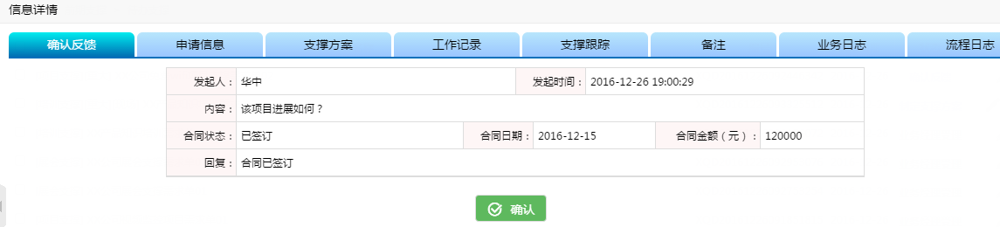 信息详情
确认反馈 申请信息 支撑方案 工作记录 支撑跟踪 备注 业务日志 流程日志
发起人： 华中 发起时间： 2016-12-26 19:00:29
内容： 该项目进展如何？
合同状态： 已签订 合同日期： 2016-12-15 合同金额（元）： 120000
回复： 合同已签订
确认